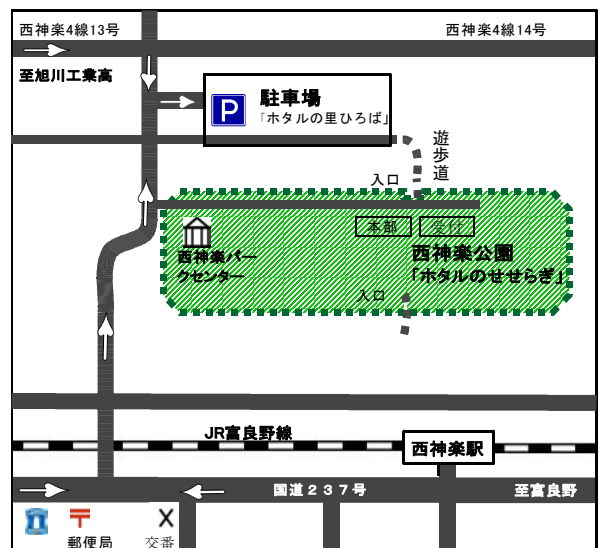 西神楽4線13号
西神楽4線14号
至旭川工業高
P
駐車場
「ホタルの里ひろば」
遊歩道
入口
本部
受付
西神楽パー
クセンター
西神楽公園
「ホタルのせせらぎ」
入口
JR富良野線
西神楽駅
国道２３７号
至富良野
〒
X
郵便局
交番